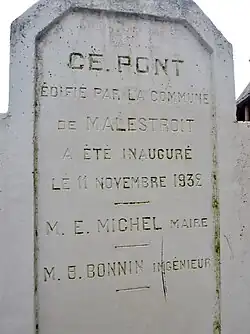 CE. PONT
ÉDIFIÉ PAR LA COMMUNE
DE MALESTROIT
A ÉTÉ INAUGURÉ
LE 11 NOVEMBRE 1932
M. E. MICHEL MAIRE
M. B. BONNIN INGÉNIEUR